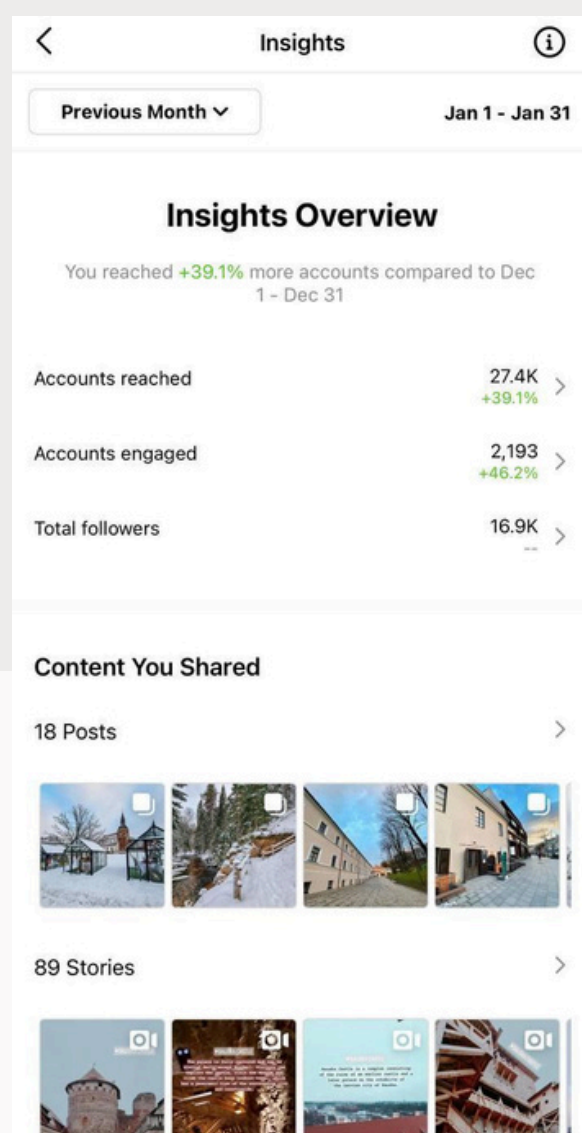 Insights
Previous Month
Jan 1 - Jan 31
Insights Overview
You reached +39.1% more accounts compared to Dec
1 - Dec 31
Accounts reached
27.4K
+39.1%
Accounts engaged
2,193
+46.2%
Total followers
16.9K
--
Content You Shared
18 Posts
89 Stories